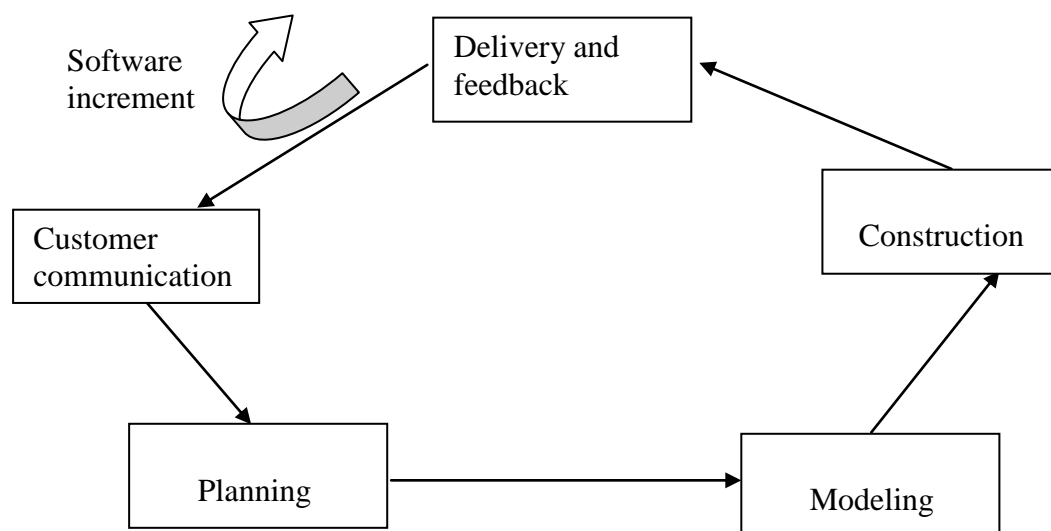 Software
increment
Delivery and
feedback
Customer
communication
Construction
Planning
Modeling